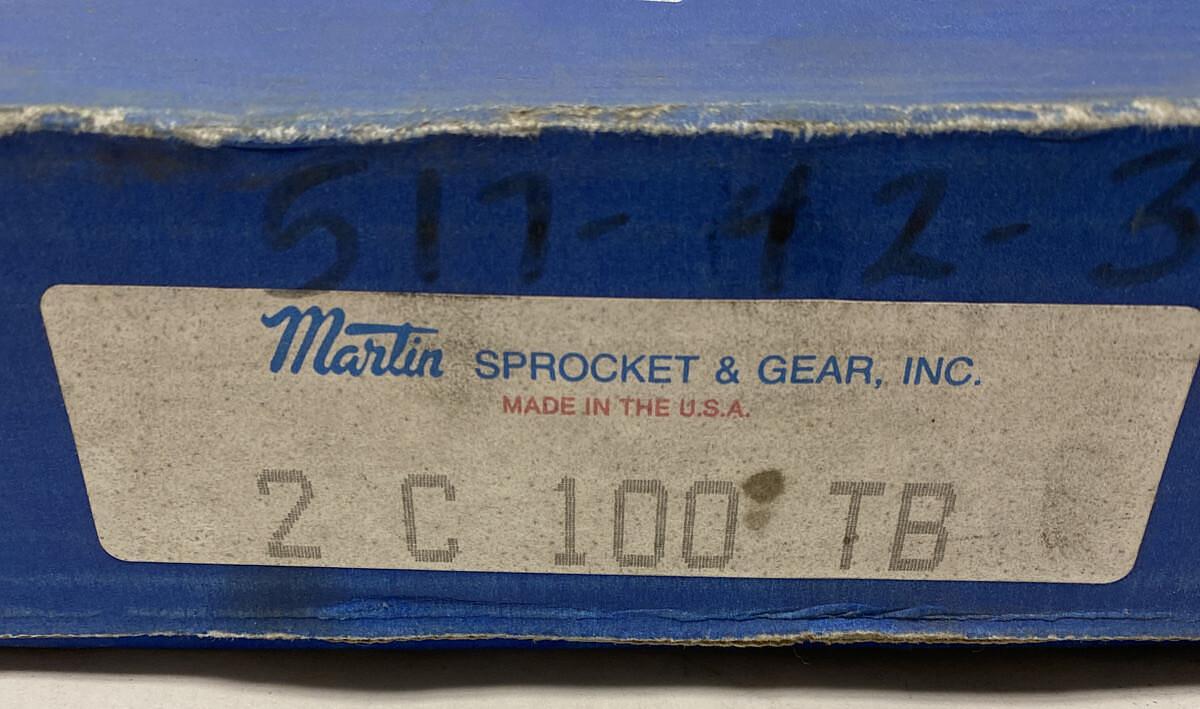 517-42-3
Martin SPROCKET & GEAR, INC.
MADE IN THE U.S.A.
2 C 100 TB